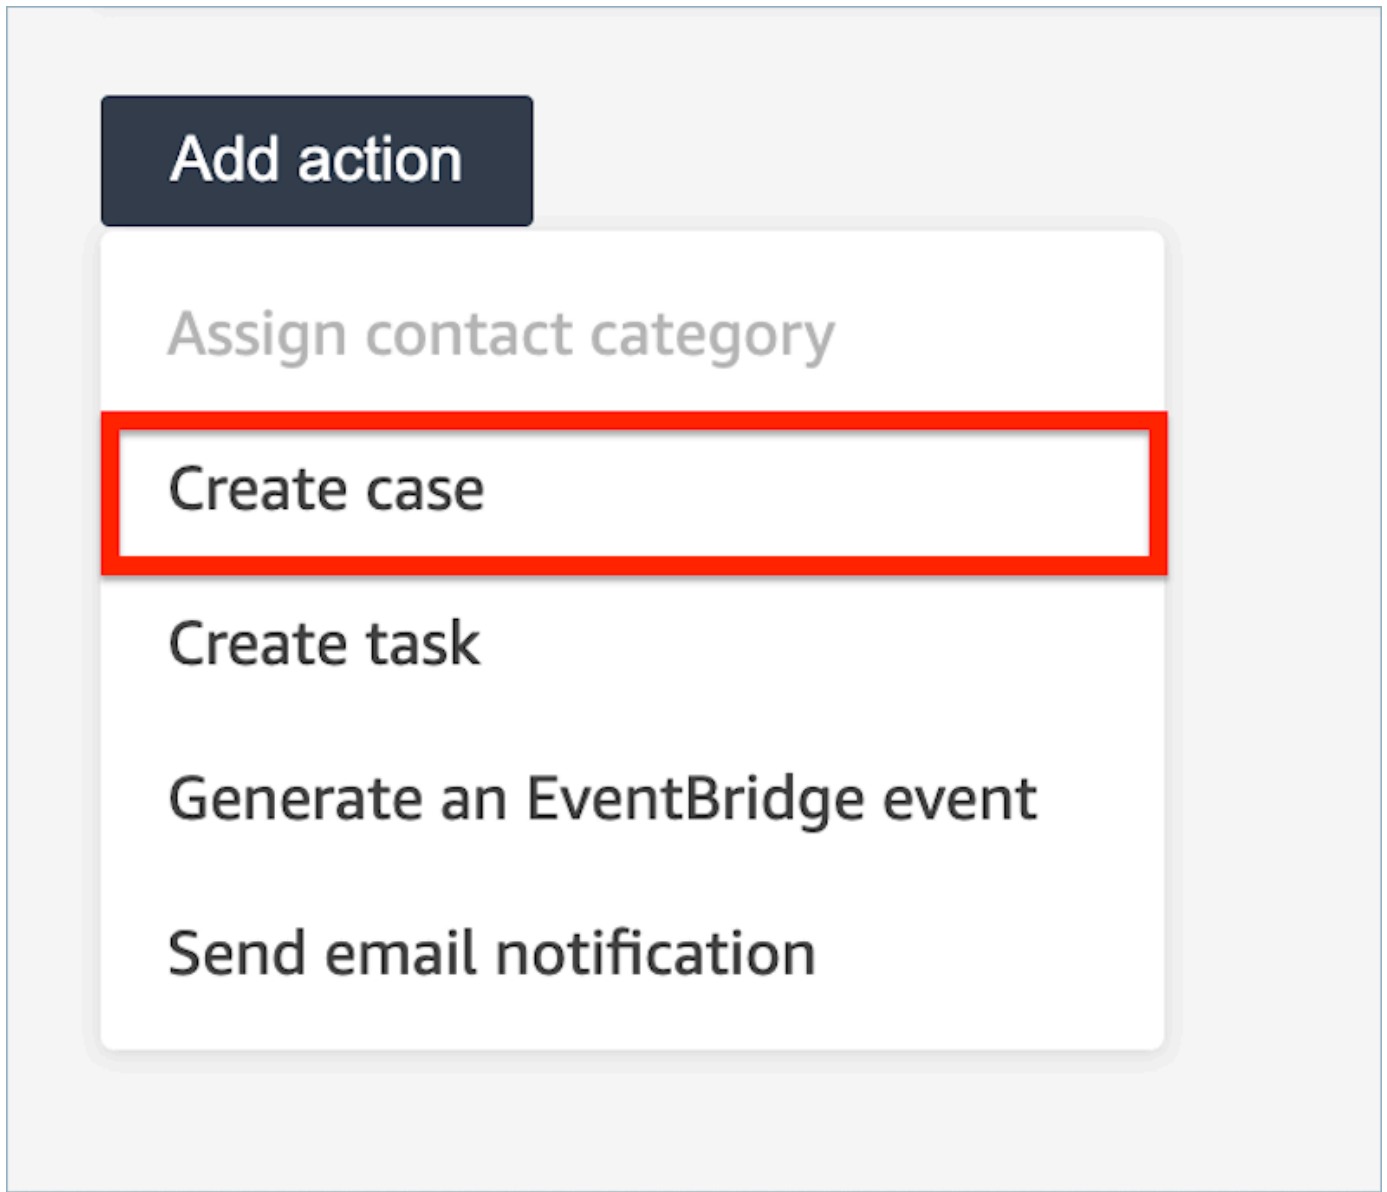 Add action
Assign contact category
Create case
Create task
Generate an EventBridge event
Send email notification